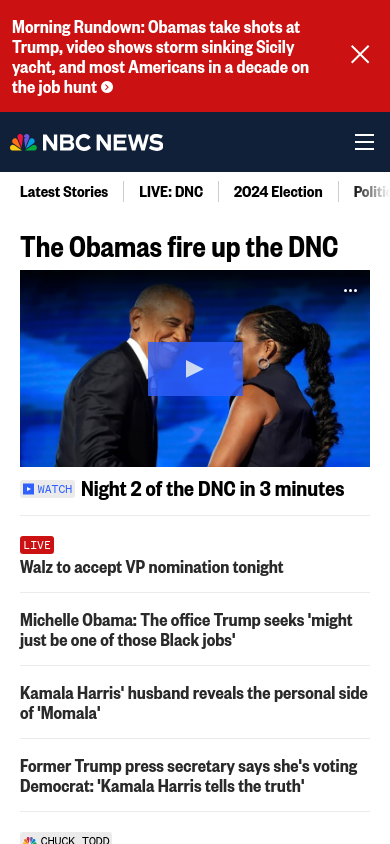 Morning Rundown: Obamas take shots at
Trump, video shows storm sinking Sicily
yacht, and most Americans in a decade on
the job hunt
NBC NEWS
Latest Stories LIVE: DNC 2024 Election Politic
The Obamas fire up the DNC
WATCH Night 2 of the DNC in 3 minutes
LIVE
Walz to accept VP nomination tonight
Michelle Obama: The office Trump seeks 'might
just be one of those Black jobs'
Kamala Harris' husband reveals the personal side
of 'Momala'
Former Trump press secretary says she's voting
Democrat: 'Kamala Harris tells the truth'
CHUCK TODD